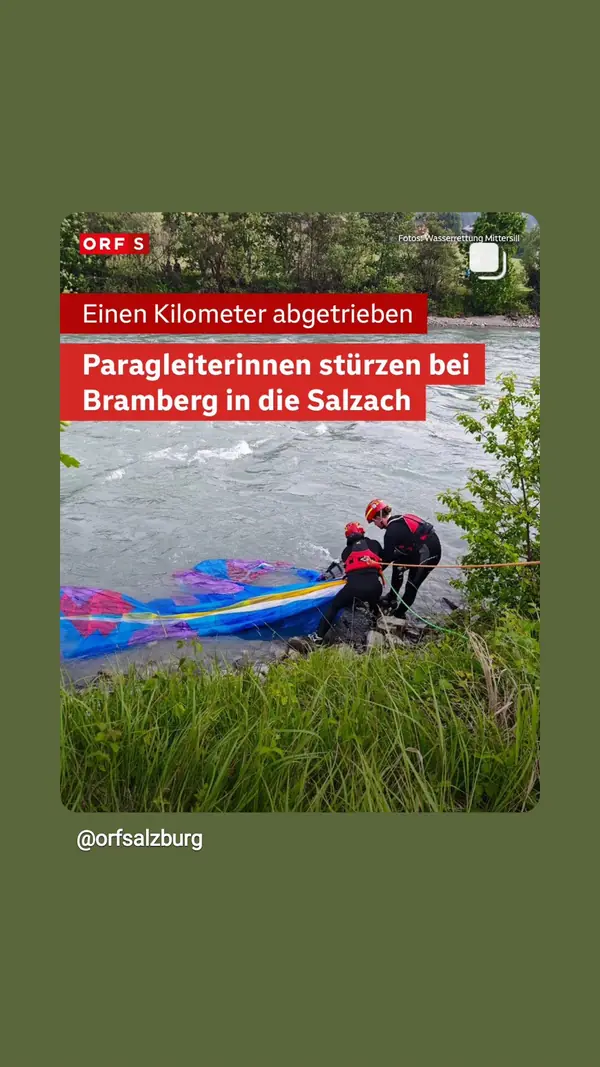 ORF S
Fotos: Wasserrettung Mittersill
Einen Kilometer abgetrieben
Paragleiterinnen stürzen bei
Bramberg in die Salzach
@orfsalzburg